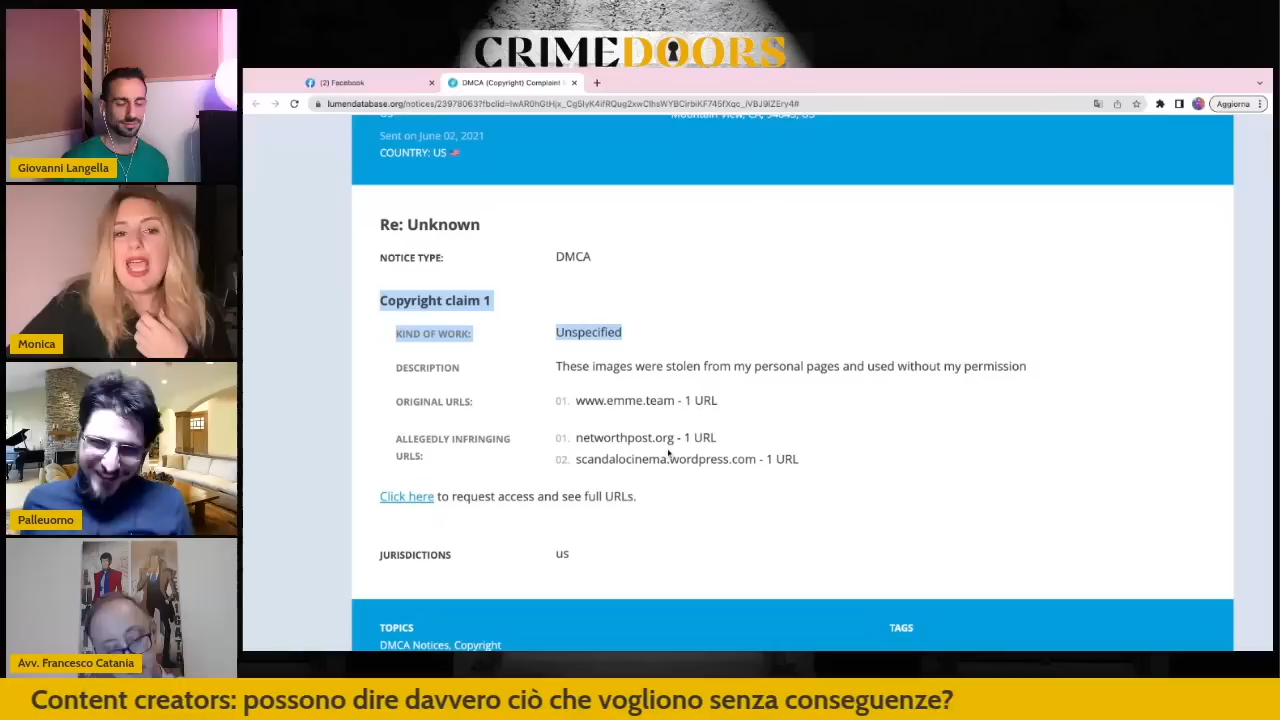 CRIMEDOORS
(2) Facebook
DMCA (Copyright) Complaint
lumendatabase.org/notices/23978063?
Aggiorna
Sent on June 02, 2021
COUNTRY: US
Re: Unknown
NOTICE TYPE: DMCA
Copyright claim 1
KIND OF WORK: Unspecified
DESCRIPTION These images were stolen from my personal pages and used without my permission
ORIGINAL URLS: 01. www.emme.team - 1 URL
ALLEGEDLY INFRINGING URLS: 01. networthpost.org - 1 URL
02. scandalocinema.wordpress.com - 1 URL
Click here to request access and see full URLs.
JURISDICTIONS us
TOPICS TAGS
DMCA Notices, Copyright
Giovanni Langella
Monica
Palleuomo
Avv. Francesco Catania
Content creators: possono dire davvero ciò che vogliono senza conseguenze?